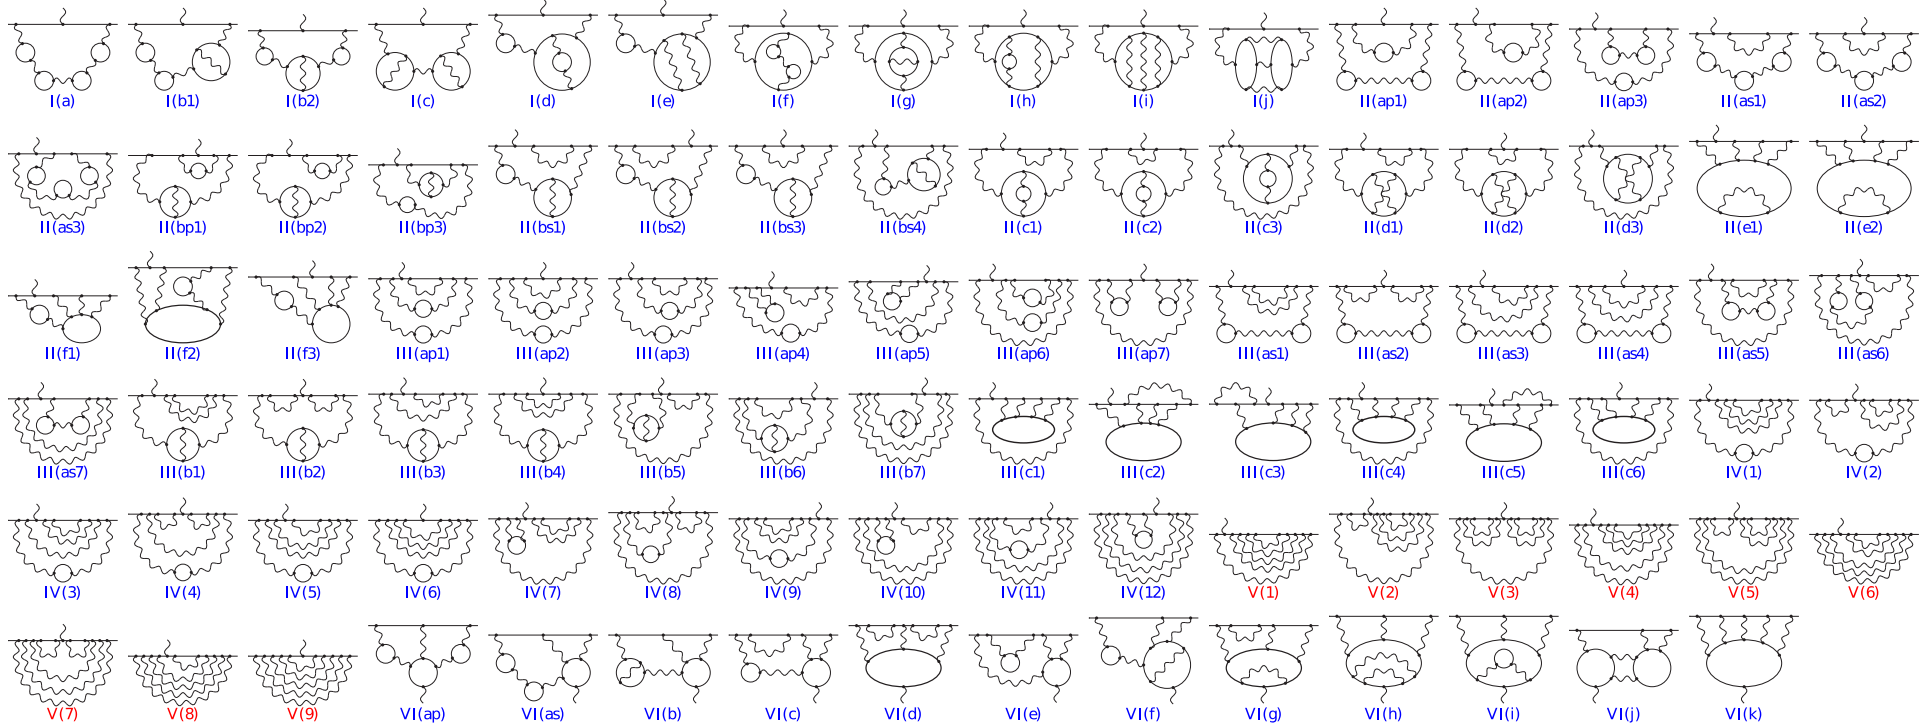 I(a) I(b1) I(b2) I(c) I(d) I(e) I(f) I(g) I(h) I(i) I(j) II(ap1) II(ap2) II(ap3) II(as1) II(as2)
II(as3) II(bp1) II(bp2) II(bp3) II(bs1) II(bs2) II(bs3) II(bs4) II(c1) II(c2) II(c3) II(d1) II(d2) II(d3) II(e1) II(e2)
II(f1) II(f2) II(f3) III(ap1) III(ap2) III(ap3) III(ap4) III(ap5) III(ap6) III(ap7) III(as1) III(as2) III(as3) III(as4) III(as5) III(as6)
III(as7) III(b1) III(b2) III(b3) III(b4) III(b5) III(b6) III(b7) III(c1) III(c2) III(c3) III(c4) III(c5) III(c6) IV(1) IV(2)
IV(3) IV(4) IV(5) IV(6) IV(7) IV(8) IV(9) IV(10) IV(11) IV(12) V(1) V(2) V(3) V(4) V(5) V(6)
V(7) V(8) V(9) VI(ap) VI(as) VI(b) VI(c) VI(d) VI(e) VI(f) VI(g) VI(h) VI(i) VI(j) VI(k)